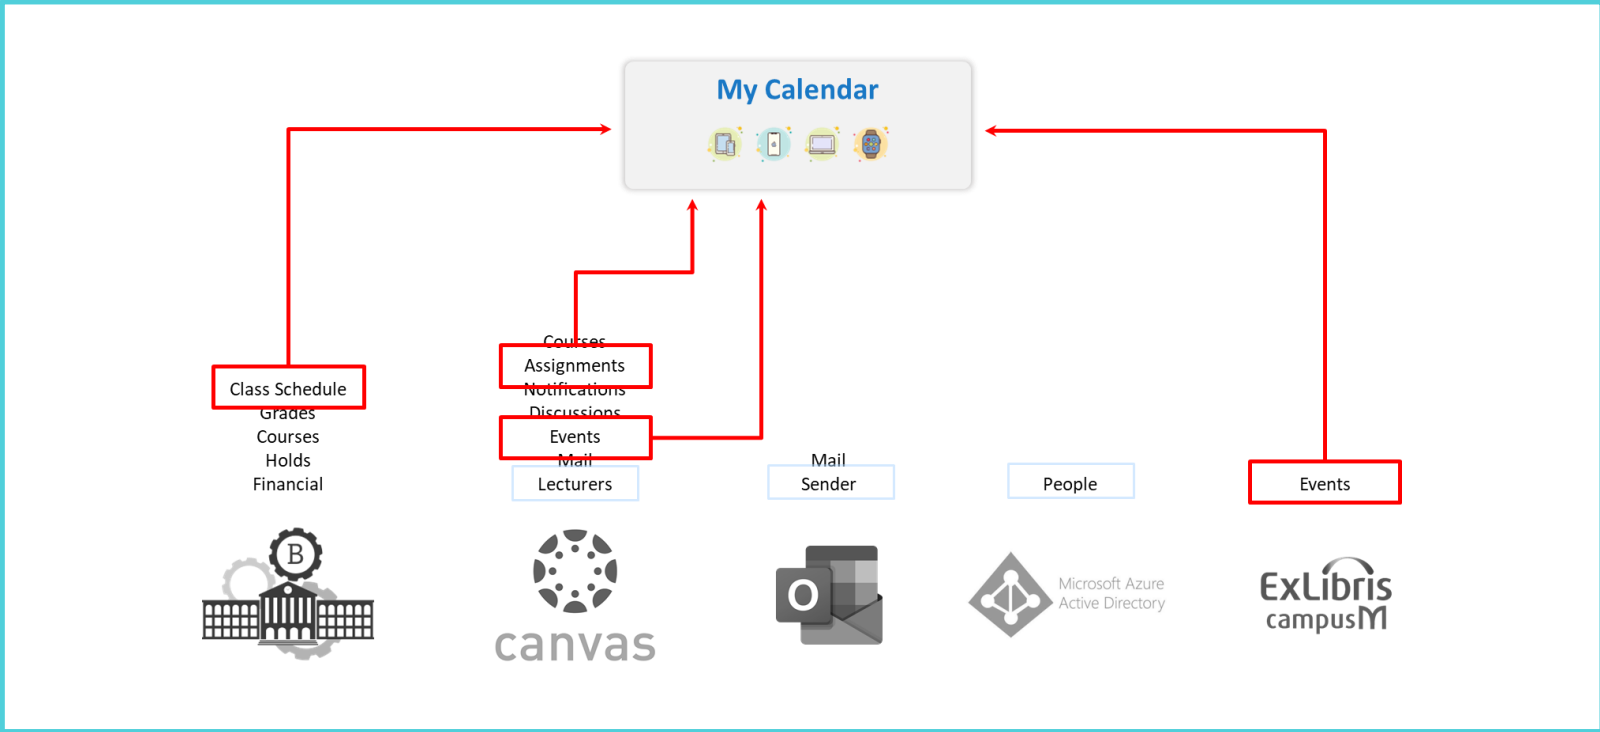 My Calendar
Class Schedule
Grades
Courses
Holds
Financial
B
Courses
Assignments
Notifications
Discussions
Events
Mail
Lecturers
canvas
Mail
Sender
O
People
Microsoft Azure
Active Directory
Events
ExLibris
campusM